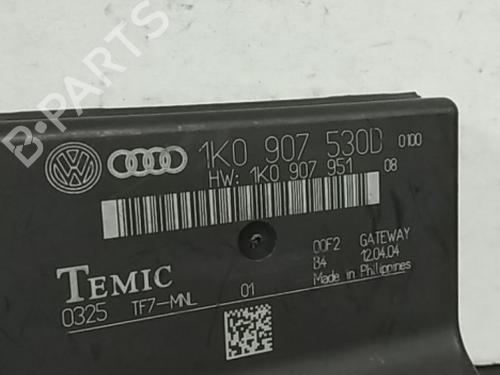 B-PARTS
1K0 907 530D 0100
HW: 1K0 907 951 08
00F2 GATEWAY
B4 12.04.04
Made in Philippines
TEMIC
0325 TF7-MNL 01